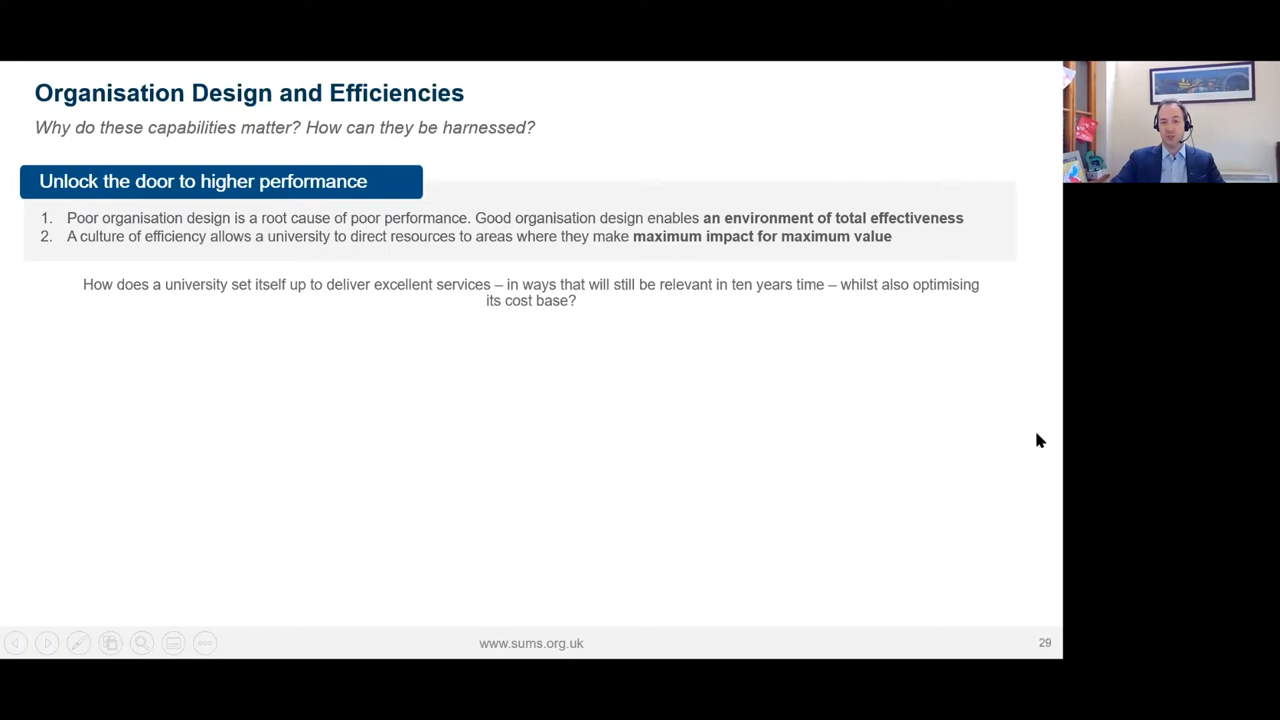 Organisation Design and Efficiencies
Why do these capabilities matter? How can they be harnessed?
Unlock the door to higher performance
1. Poor organisation design is a root cause of poor performance. Good organisation design enables an environment of total effectiveness
2. A culture of efficiency allows a university to direct resources to areas where they make maximum impact for maximum value
How does a university set itself up to deliver excellent services – in ways that will still be relevant in ten years time – whilst also optimising
its cost base?
www.sums.org.uk
29